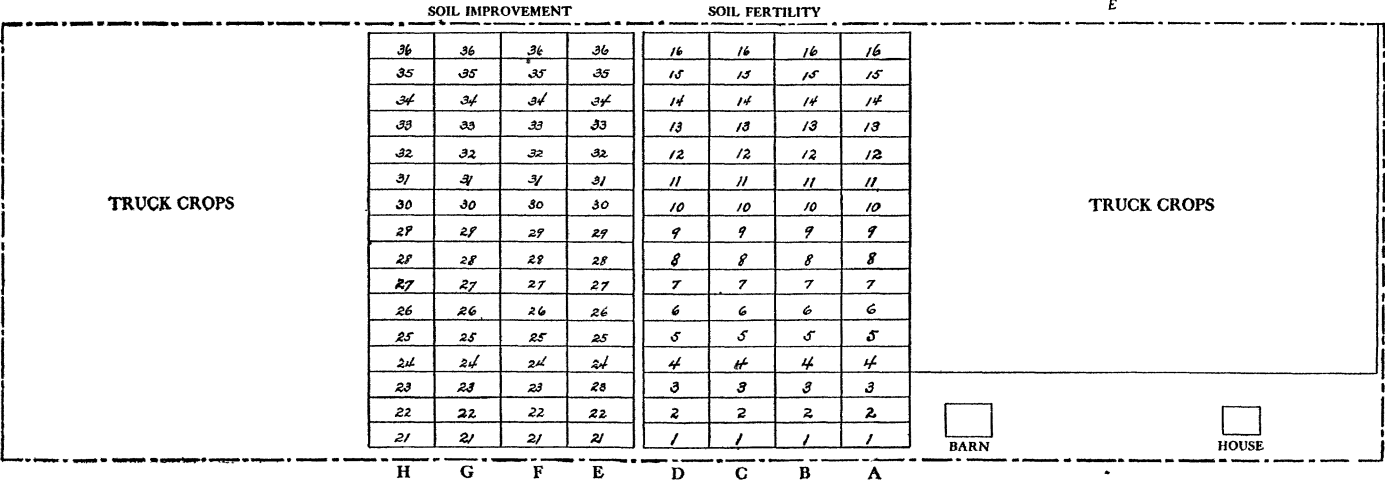 E
SOIL IMPROVEMENT SOIL FERTILITY
36 36 36 36 16 16 16 16
35 35 35 35 15 15 15 15
34 34 34 34 14 14 14 14
33 33 33 33 13 13 13 13
32 32 32 32 12 12 12 12
31 31 31 31 11 11 11 11
TRUCK CROPS 30 30 30 30 10 10 10 10 TRUCK CROPS
29 29 29 29 9 9 9 9
28 28 28 28 8 8 8 8
27 27 27 27 7 7 7 7
26 26 26 26 6 6 6 6
25 25 25 25 5 5 5 5
24 24 24 24 4 4 4 4
23 23 23 23 3 3 3 3
22 22 22 22 2 2 2 2
21 21 21 21 1 1 1 1
BARN HOUSE
H G F E D C B A